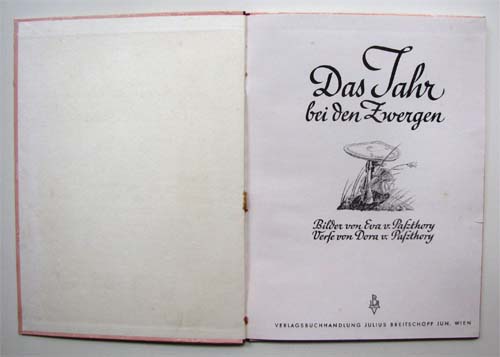 Das Jahr
bei den Zwergen
Bilder von Eva v. Paßthory
Verse von Dora v. Paßthory
VERLAGSBUCHHANDLUNG JULIUS BREITSCHOPF JUN. WIEN